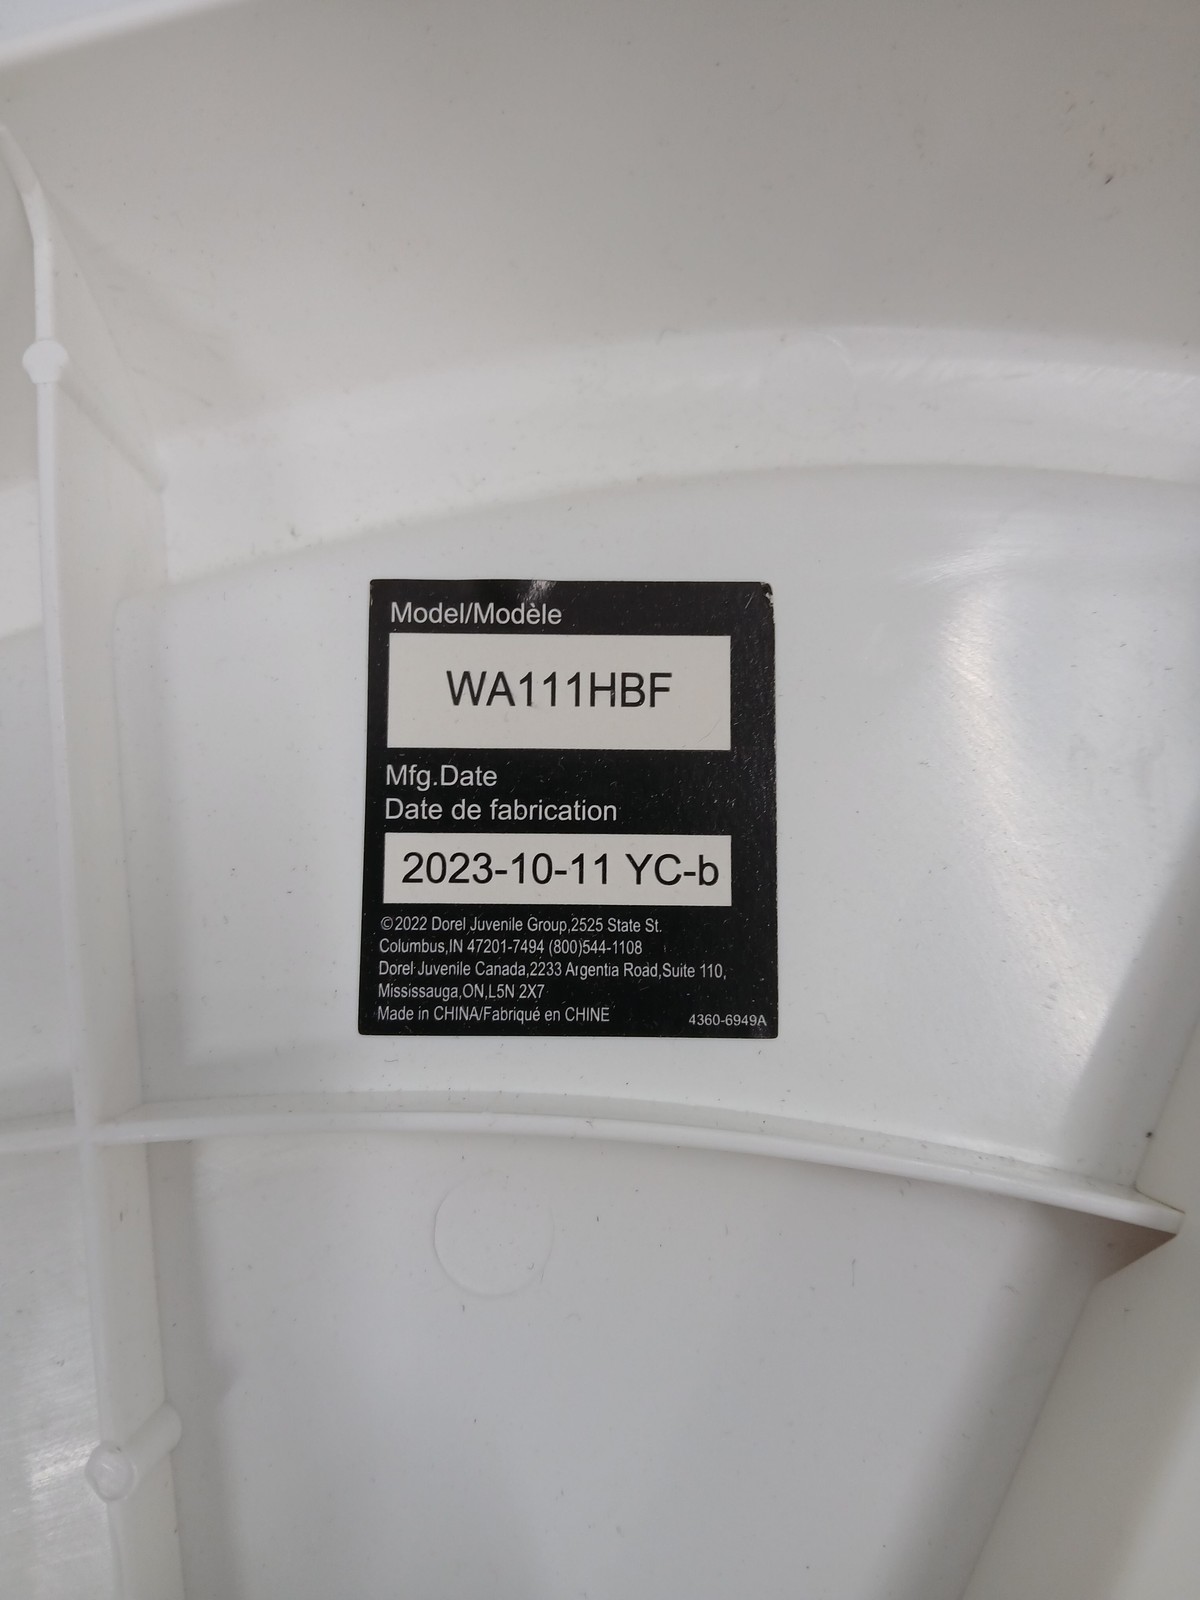 Model/Modèle
WA111HBF
Mfg.Date
Date de fabrication
2023-10-11 YC-b
©2022 Dorel Juvenile Group,2525 State St.
Columbus,IN 47201-7494 (800)544-1108
Dorel Juvenile Canada,2233 Argentia Road,Suite 110,
Mississauga,ON,L5N 2X7
Made in CHINA/Fabriqué en CHINE
4360-6949A